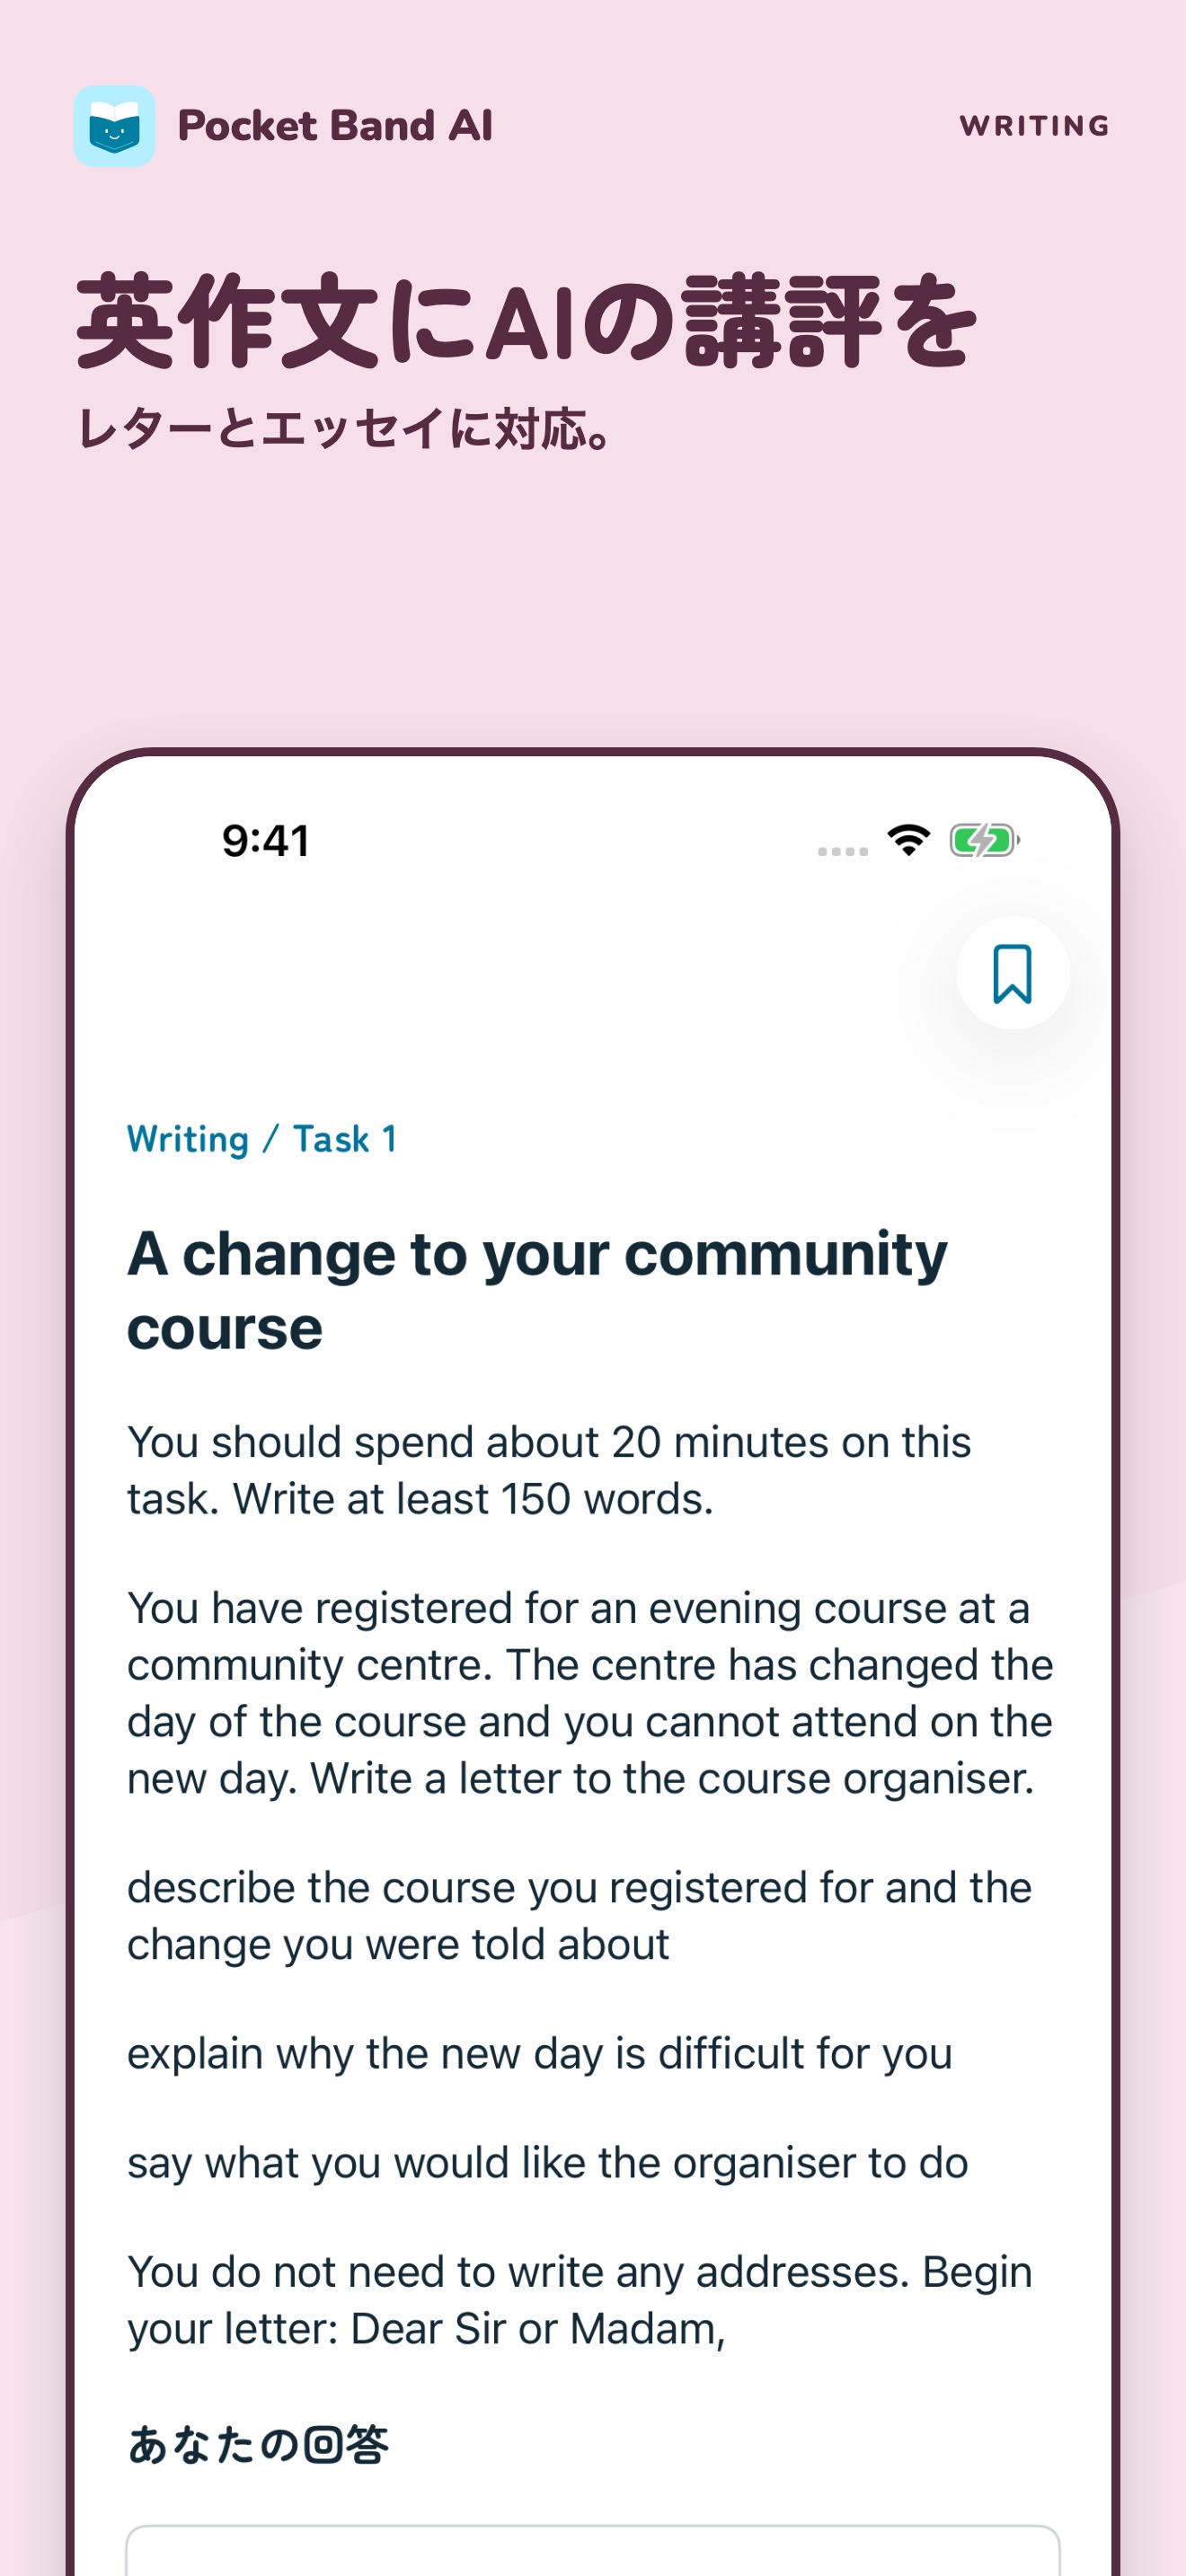 Pocket Band AI
WRITING
英作文にAIの講評を
レターとエッセイに対応。
9:41
Writing / Task 1
A change to your community
course
You should spend about 20 minutes on this
task. Write at least 150 words.
You have registered for an evening course at a
community centre. The centre has changed the
day of the course and you cannot attend on the
new day. Write a letter to the course organiser.
describe the course you registered for and the
change you were told about
explain why the new day is difficult for you
say what you would like the organiser to do
You do not need to write any addresses. Begin
your letter: Dear Sir or Madam,
あなたの回答